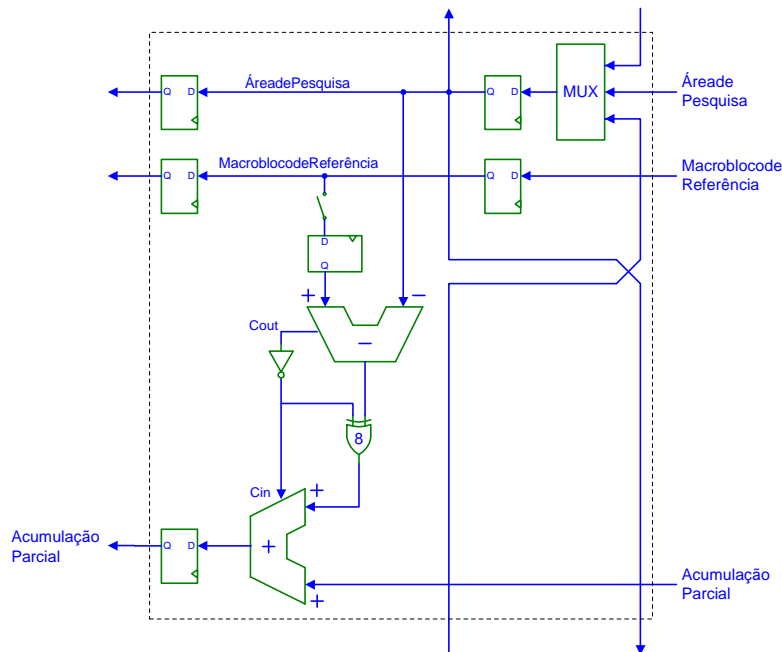 Q D
ÁreadePesquisa
Q D
MUX
Áreade
Pesquisa
Q D
MacroblocodeReferência
Q D
Macroblocode
Referência
D
Q
+ −
Cout
−
8
Cin
+
Acumulação
Parcial
Q D
+
+
Acumulação
Parcial